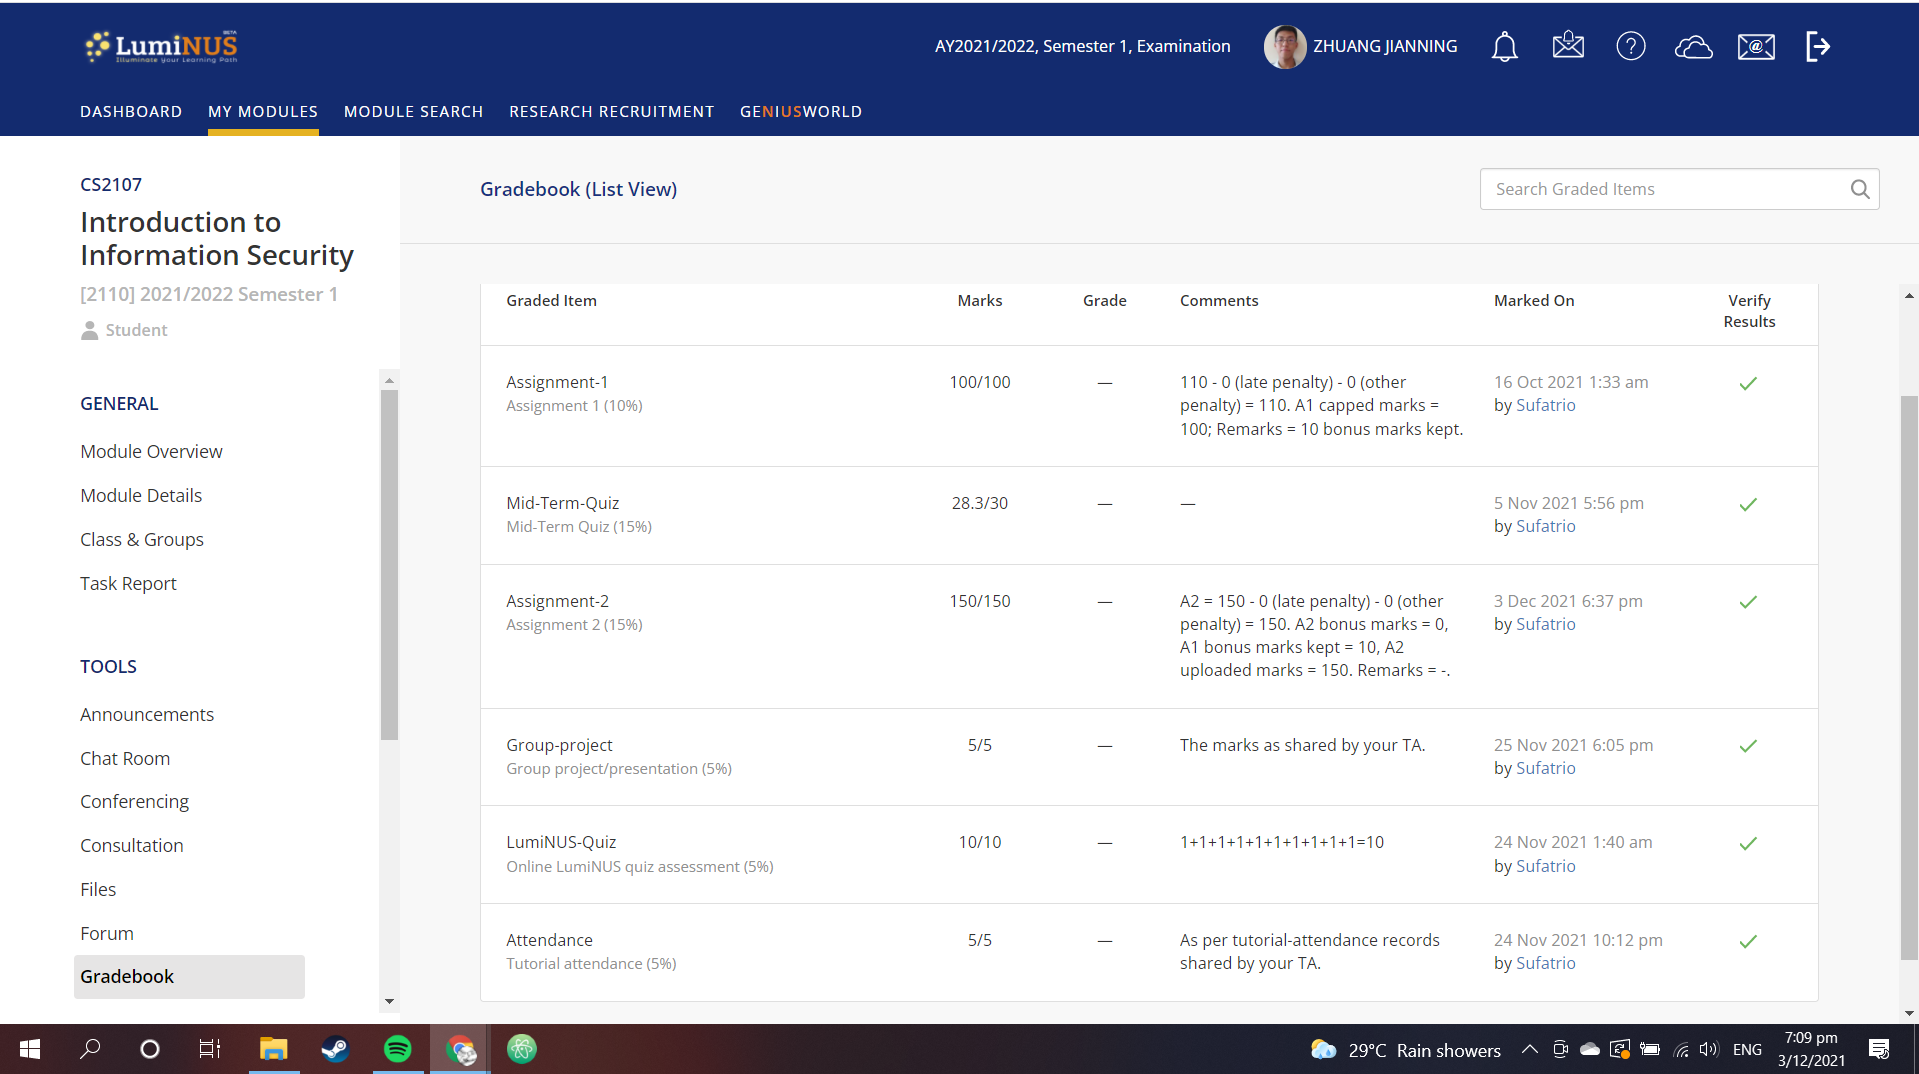 LumiNUS BETA
Illuminate your Learning Path
AY2021/2022, Semester 1, Examination
ZHUANG JIANNING
DASHBOARD
MY MODULES
MODULE SEARCH
RESEARCH RECRUITMENT
GENIUSWORLD
CS2107
Introduction to
Information Security
[2110] 2021/2022 Semester 1
Student
GENERAL
Module Overview
Module Details
Class & Groups
Task Report
TOOLS
Announcements
Chat Room
Conferencing
Consultation
Files
Forum
Gradebook
Gradebook (List View)
Search Graded Items
Graded Item
Marks
Grade
Comments
Marked On
Verify
Results
Assignment-1
Assignment 1 (10%)
100/100
—
110 - 0 (late penalty) - 0 (other
penalty) = 110. A1 capped marks =
100; Remarks = 10 bonus marks kept.
16 Oct 2021 1:33 am
by Sufatrio
Mid-Term-Quiz
Mid-Term Quiz (15%)
28.3/30
—
—
5 Nov 2021 5:56 pm
by Sufatrio
Assignment-2
Assignment 2 (15%)
150/150
—
A2 = 150 - 0 (late penalty) - 0 (other
penalty) = 150. A2 bonus marks = 0,
A1 bonus marks kept = 10, A2
uploaded marks = 150. Remarks = -.
3 Dec 2021 6:37 pm
by Sufatrio
Group-project
Group project/presentation (5%)
5/5
—
The marks as shared by your TA.
25 Nov 2021 6:05 pm
by Sufatrio
LumiNUS-Quiz
Online LumiNUS quiz assessment (5%)
10/10
—
1+1+1+1+1+1+1+1+1+1=10
24 Nov 2021 1:40 am
by Sufatrio
Attendance
Tutorial attendance (5%)
5/5
—
As per tutorial-attendance records
shared by your TA.
24 Nov 2021 10:12 pm
by Sufatrio
29°C Rain showers
ENG
7:09 pm
3/12/2021